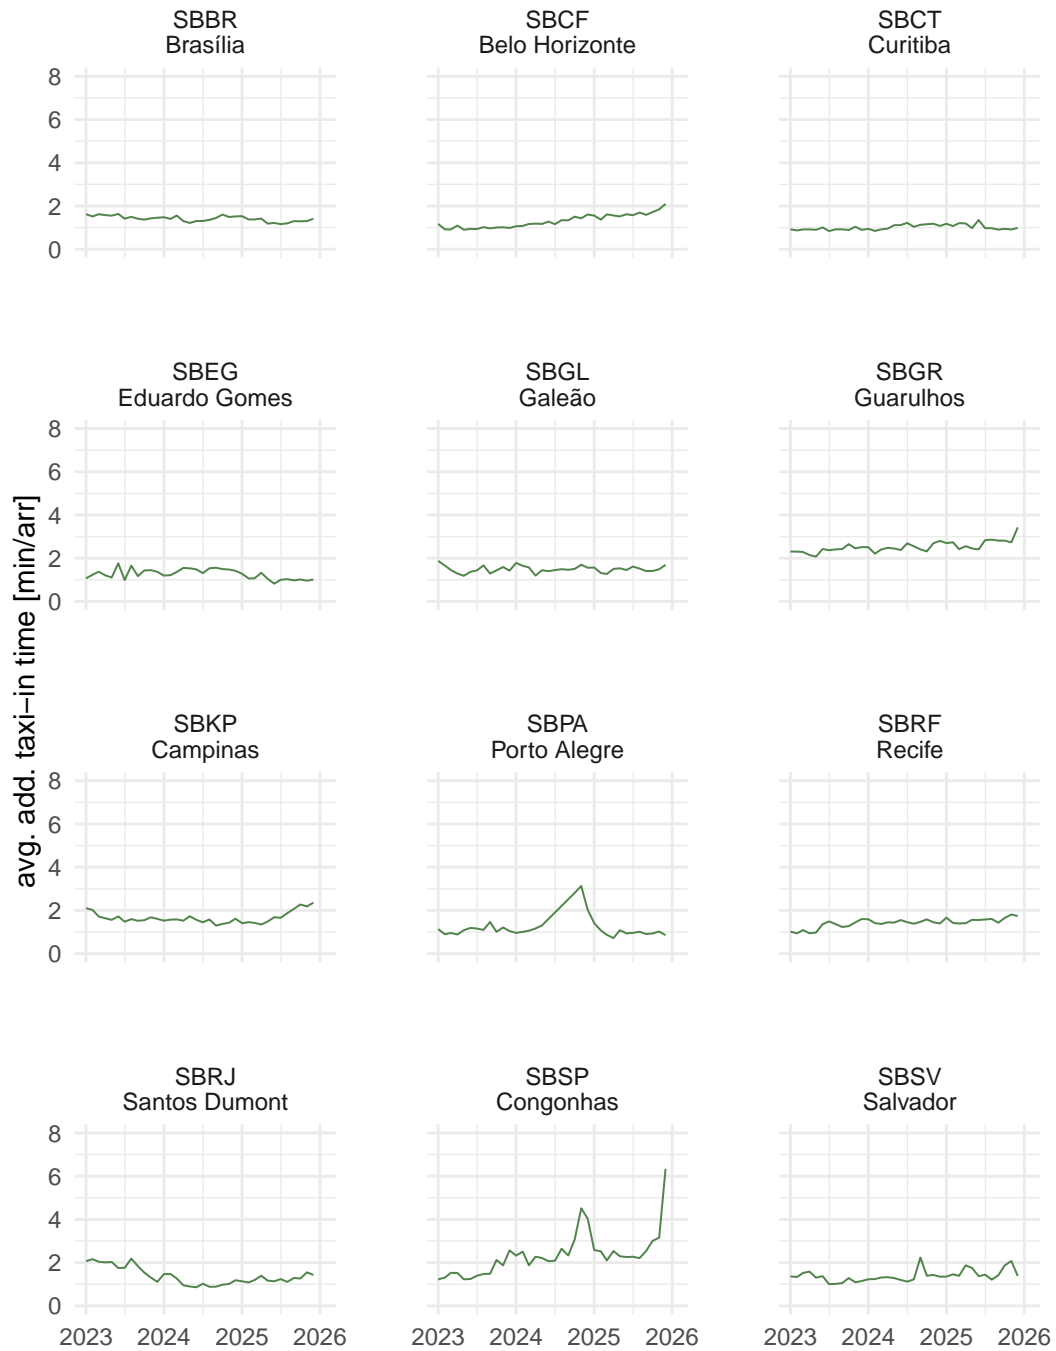 SBBR
Brasília
SBCF
Belo Horizonte
SBCT
Curitiba
8
6
4
2
0
SBEG
Eduardo Gomes
SBGL
Galeão
SBGR
Guarulhos
8
6
4
2
0
avg. add. taxi−in time [min/arr]
SBKP
Campinas
SBPA
Porto Alegre
SBRF
Recife
8
6
4
2
0
SBRJ
Santos Dumont
SBSP
Congonhas
SBSV
Salvador
8
6
4
2
0
2023 2024 2025 2026
2023 2024 2025 2026
2023 2024 2025 2026